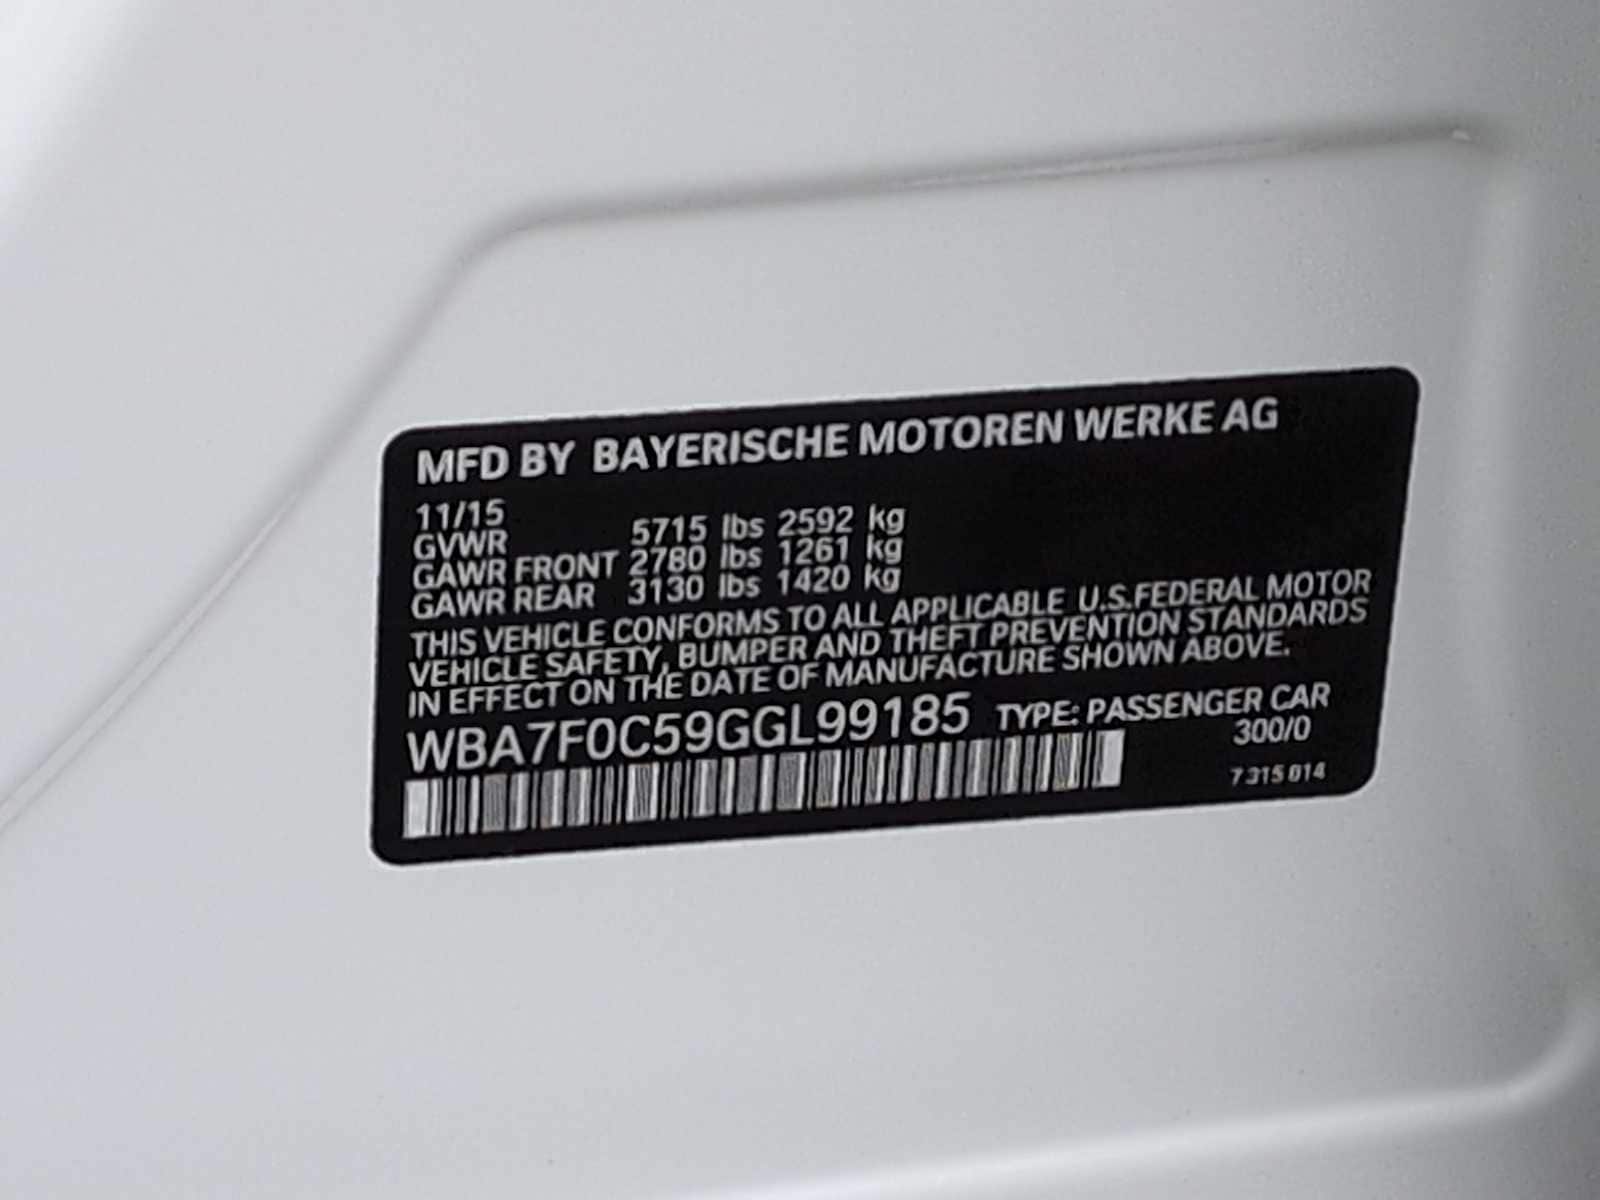 MFD BY BAYERISCHE MOTOREN WERKE AG
11/15
GVWR 5715 lbs 2592 kg
GAWR FRONT 2780 lbs 1261 kg
GAWR REAR 3130 lbs 1420 kg
THIS VEHICLE CONFORMS TO ALL APPLICABLE U.S.FEDERAL MOTOR
VEHICLE SAFETY, BUMPER AND THEFT PREVENTION STANDARDS
IN EFFECT ON THE DATE OF MANUFACTURE SHOWN ABOVE.
WBA7F0C59GGL99185 TYPE: PASSENGER CAR
300/0
7 315 014